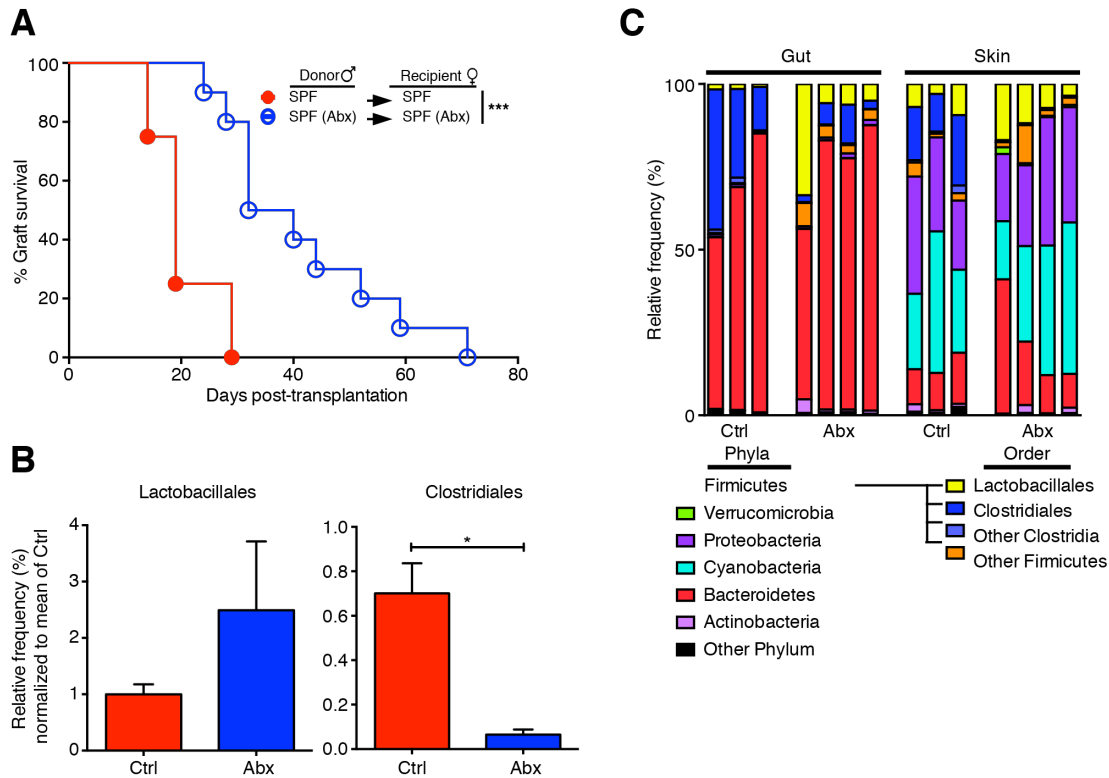 A
Donor♂ Recipient ♀
SPF SPF
SPF (Abx) SPF (Abx)
***
% Graft survival
100
80
60
40
20
0
0 20 40 60 80
Days post-transplantation
B
Lactobacillales
Relative frequency (%)
normalized to mean of Ctrl
4
3
2
1
0
Ctrl Abx
Clostridiales
*
1.0
0.8
0.6
0.4
0.2
0.0
Ctrl Abx
C
Gut Skin
Relative frequency (%)
100
50
0
Ctrl Abx Ctrl Abx
Phyla
Firmicutes
Verrucomicrobia
Proteobacteria
Cyanobacteria
Bacteroidetes
Actinobacteria
Other Phylum
Order
Lactobacillales
Clostridiales
Other Clostridia
Other Firmicutes